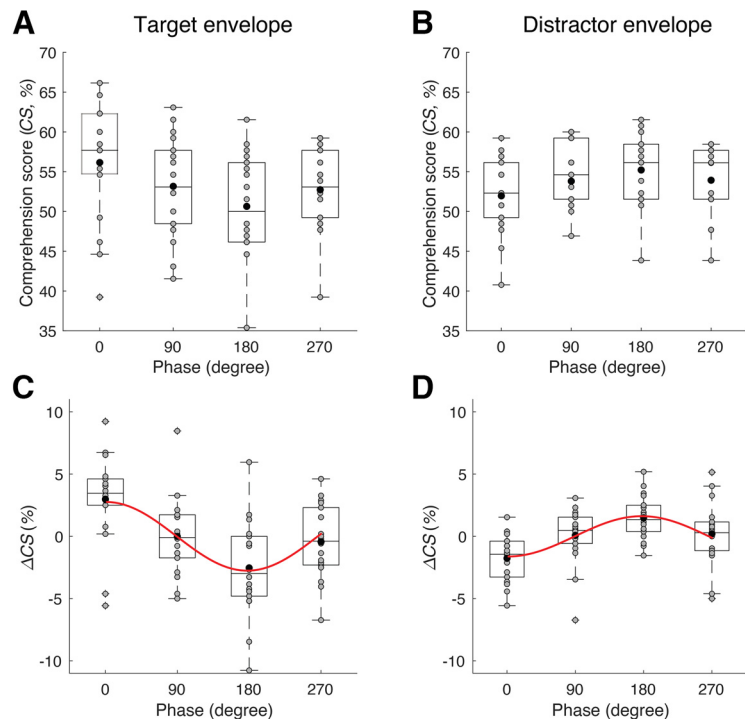 A Target envelope
Comprehension score (CS, %)
70
65
60
55
50
45
40
35
0 90 180 270
Phase (degree)
B Distractor envelope
Comprehension score (CS, %)
70
65
60
55
50
45
40
35
0 90 180 270
Phase (degree)
C
ΔCS (%)
10
5
0
-5
-10
0 90 180 270
Phase (degree)
D
ΔCS (%)
10
5
0
-5
-10
0 90 180 270
Phase (degree)